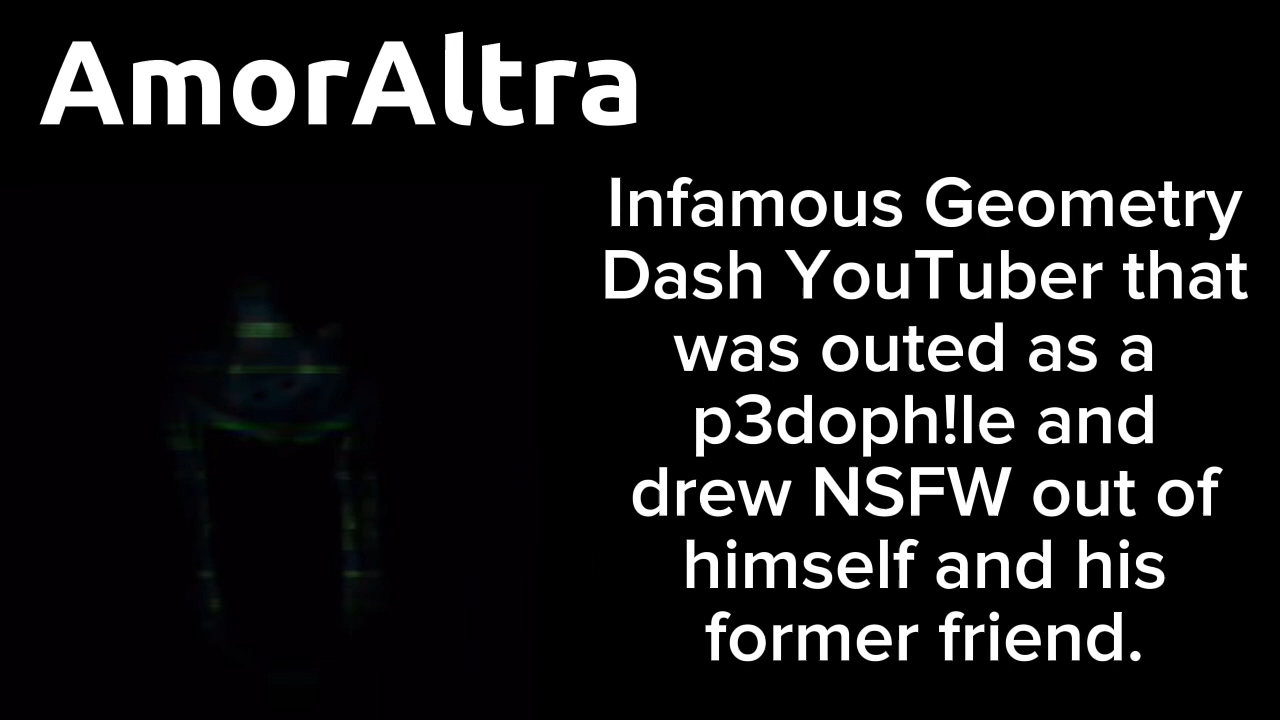 AmorAltra
Infamous Geometry
Dash YouTuber that
was outed as a
p3doph!le and
drew NSFW out of
himself and his
former friend.